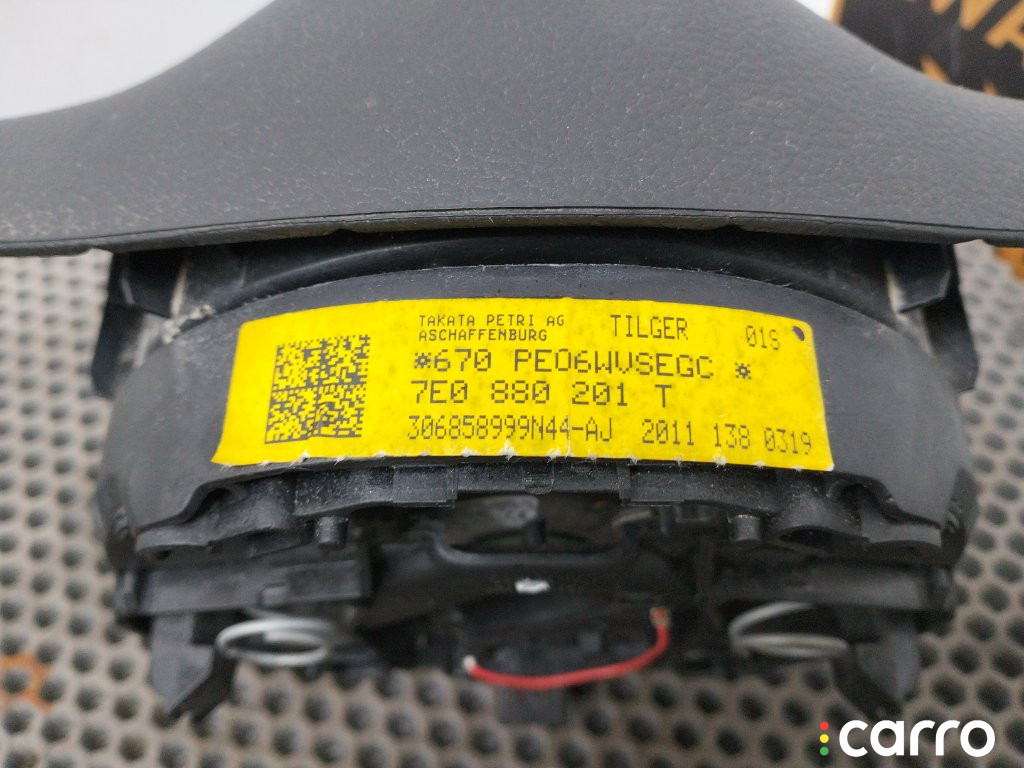 TAKATA PETRI AG
ASCHAFFENBURG
TILGER
01S
*670 PE06WVSEGC *
7E0 880 201 T
306858999N44-AJ 2011 138 0319
carro